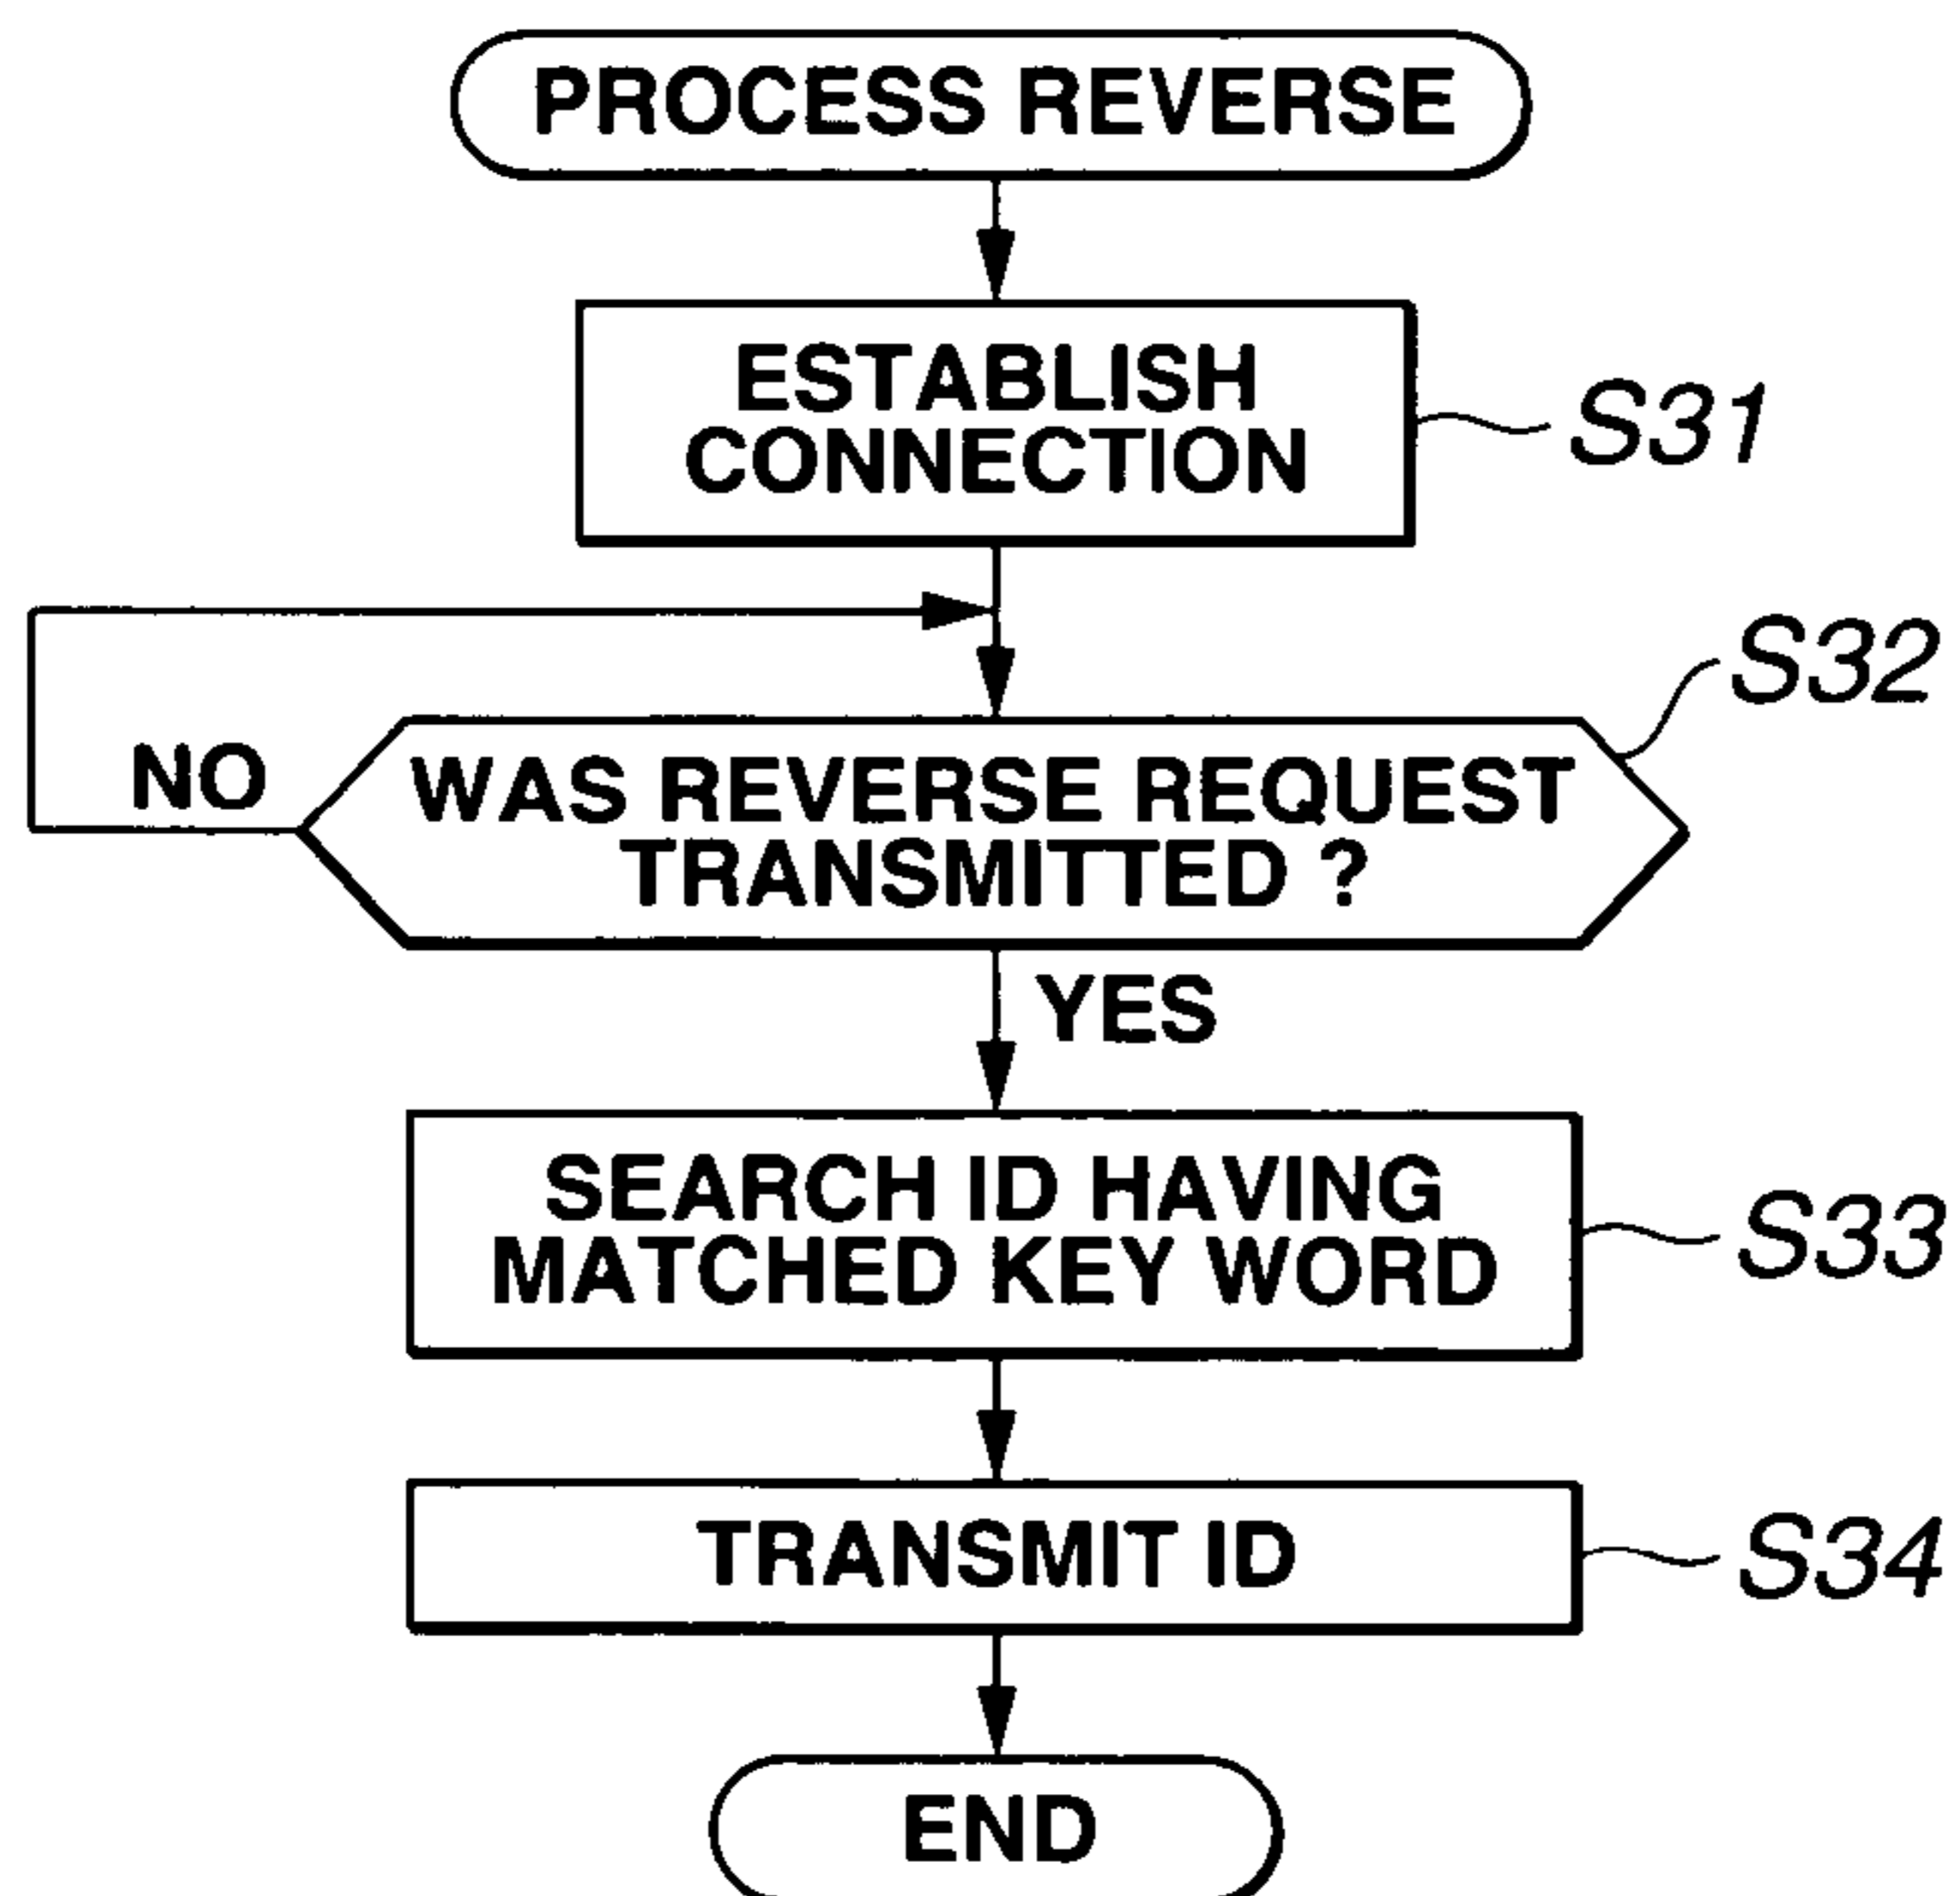 PROCESS REVERSE
ESTABLISH
CONNECTION
S31
S32
NO
WAS REVERSE REQUEST
TRANSMITTED ?
YES
SEARCH ID HAVING
MATCHED KEY WORD
S33
TRANSMIT ID
S34
END